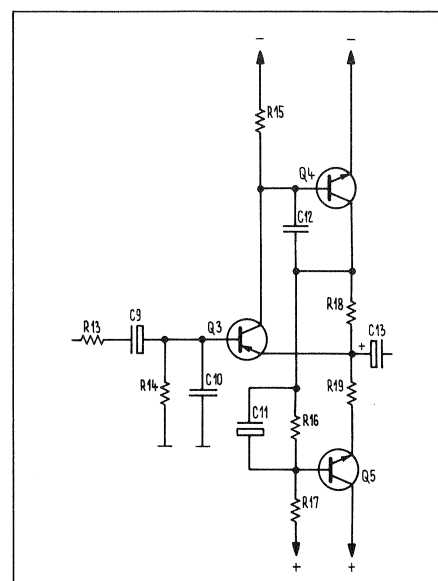 − −
R15
Q4
C12
C9 Q3 R18 C13
R13 +
R14 C10 R19
C11 R16
R17 Q5
+ +